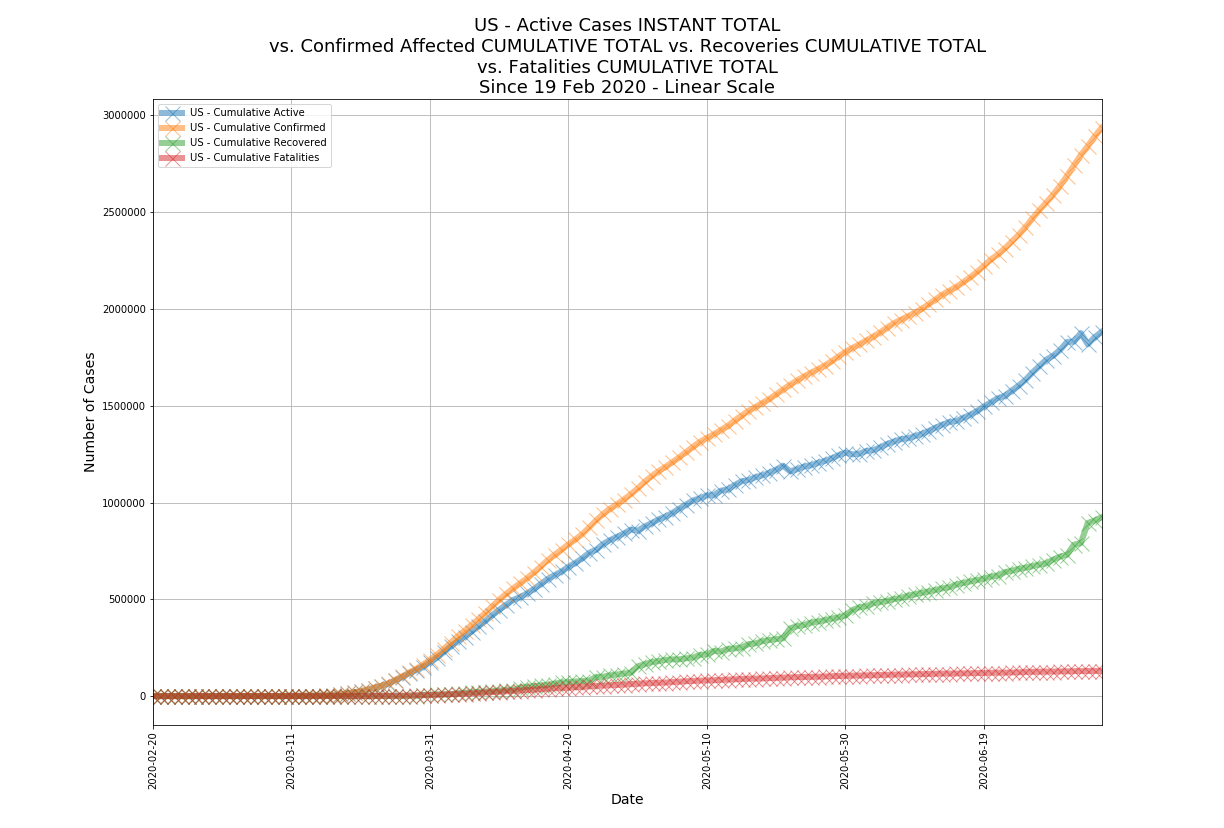 US - Active Cases INSTANT TOTAL
vs. Confirmed Affected CUMULATIVE TOTAL vs. Recoveries CUMULATIVE TOTAL
vs. Fatalities CUMULATIVE TOTAL
Since 19 Feb 2020 - Linear Scale
US - Cumulative Active
US - Cumulative Confirmed
US - Cumulative Recovered
US - Cumulative Fatalities
3000000
2500000
2000000
1500000
1000000
500000
0
Number of Cases
2020-02-20
2020-03-11
2020-03-31
2020-04-20
2020-05-10
2020-05-30
2020-06-19
Date